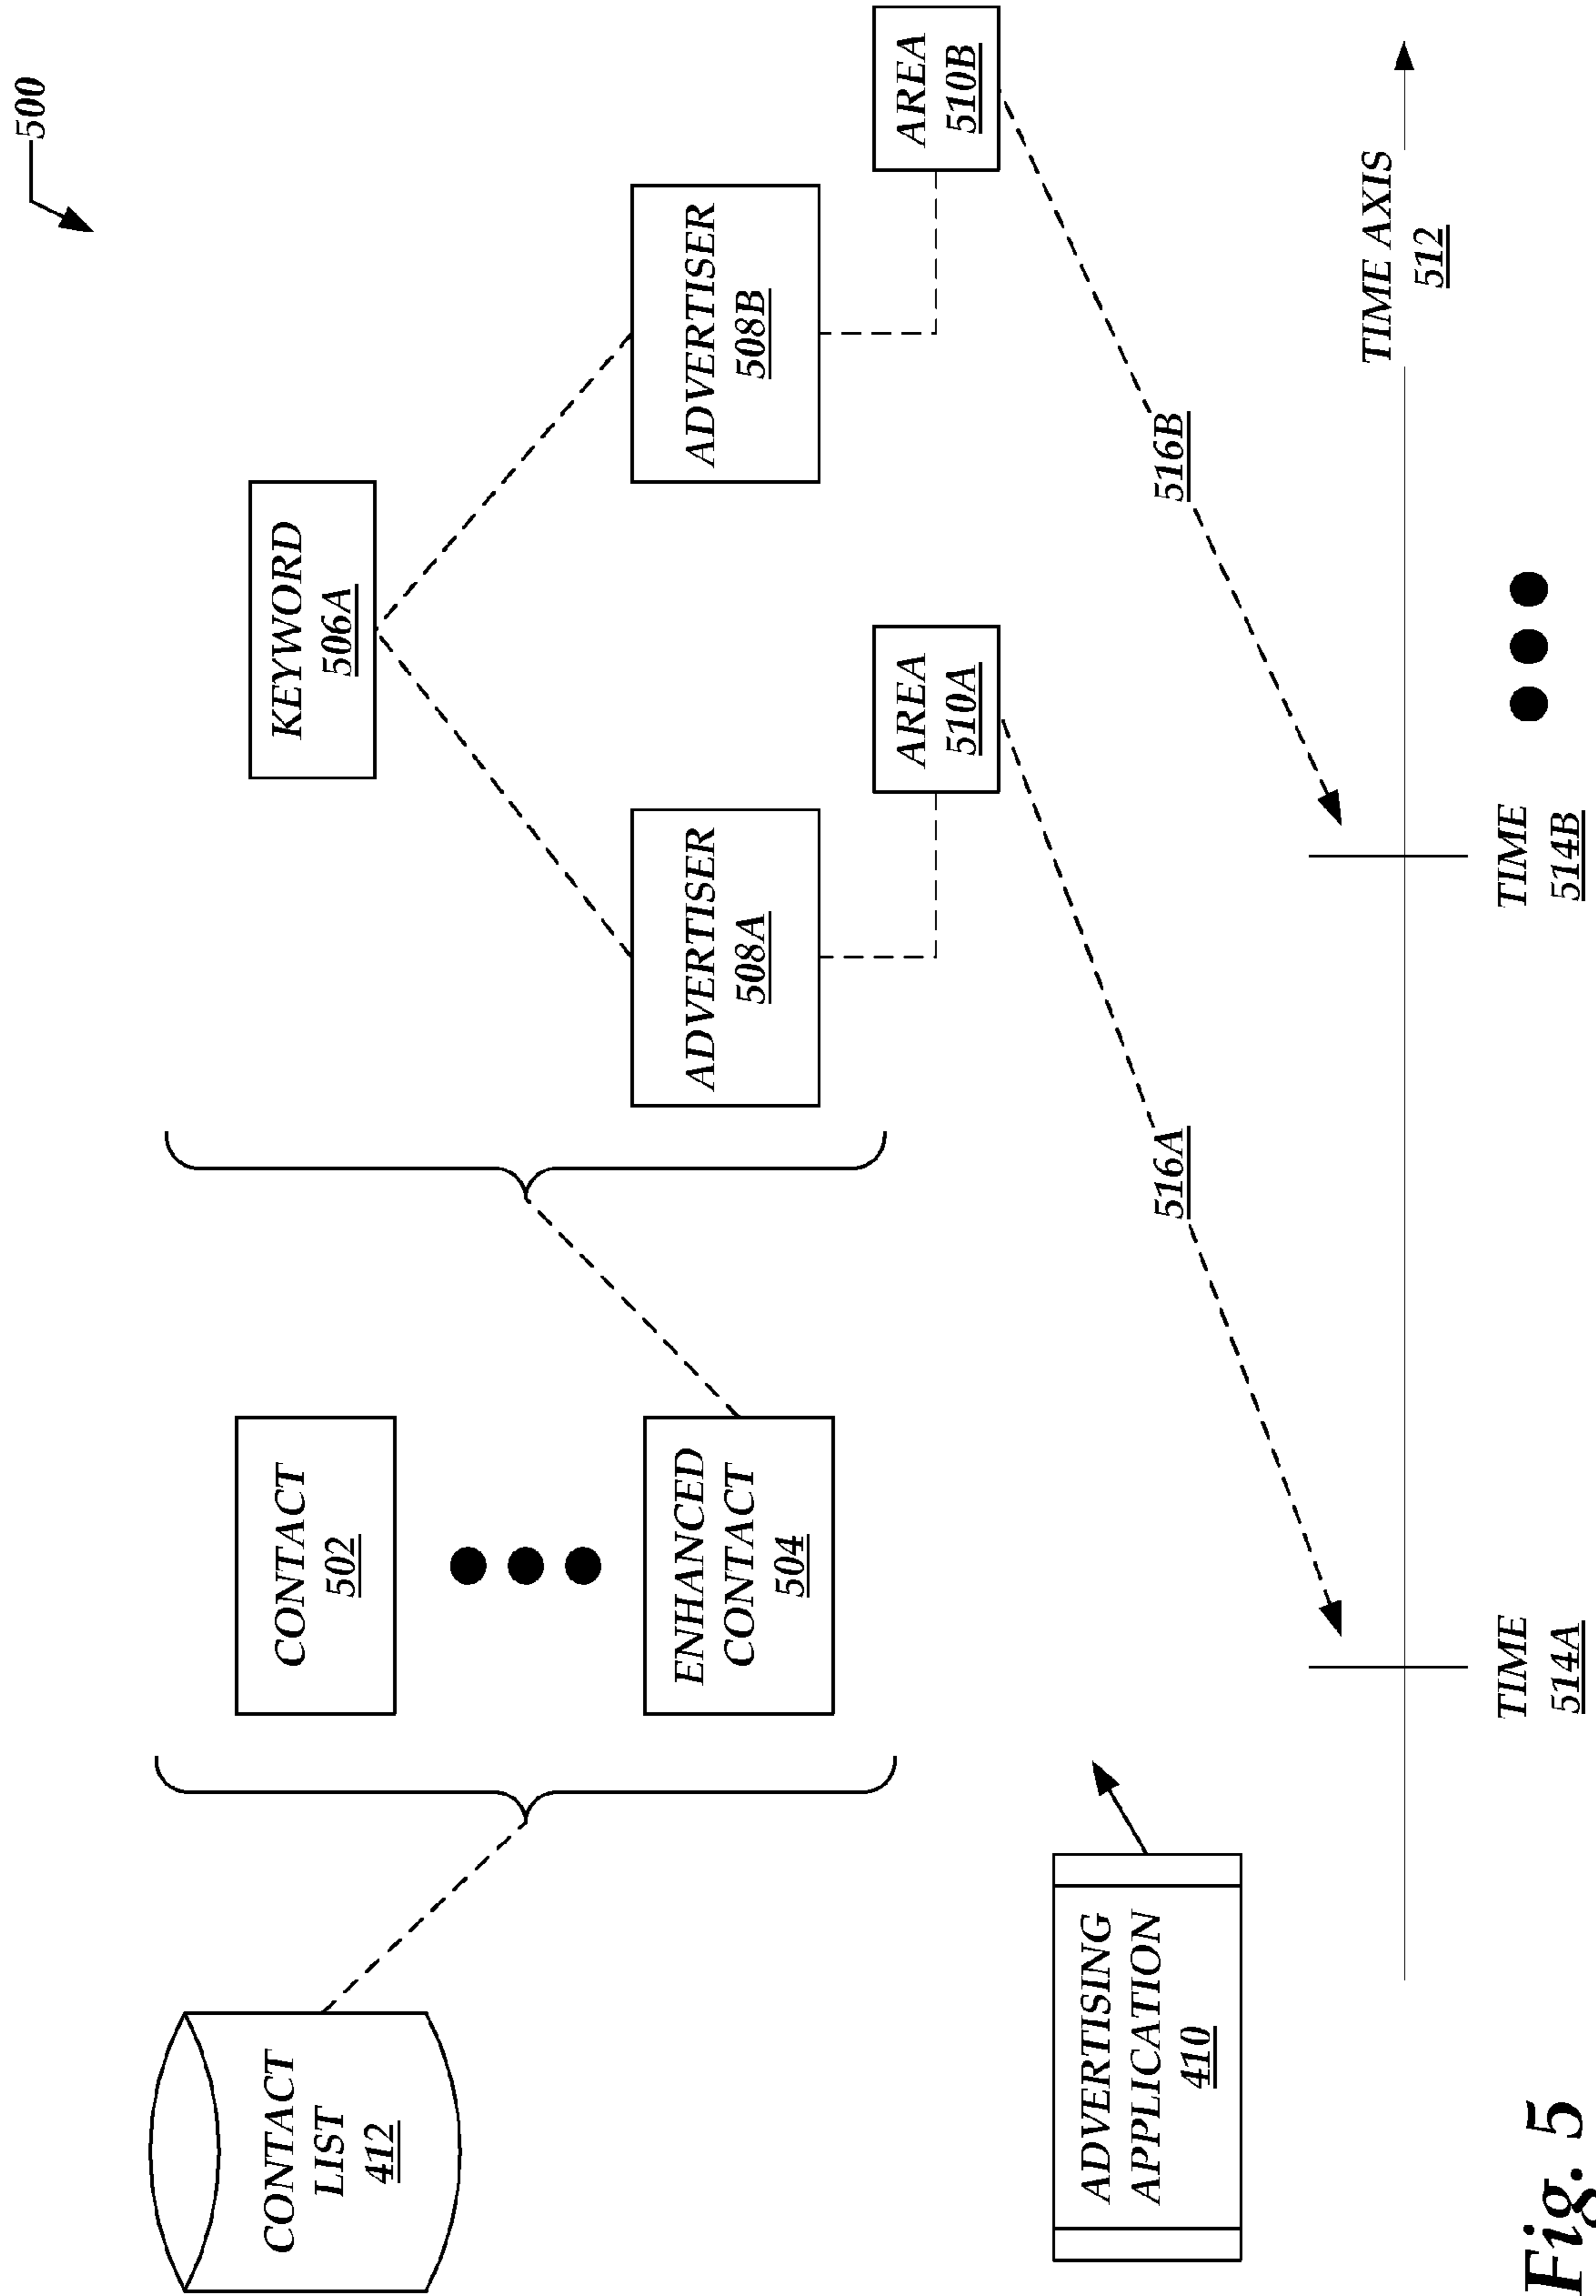 500
CONTACT
LIST
412
CONTACT
502
ENHANCED
CONTACT
504
KEYWORD
506A
ADVERTISER
508A
ADVERTISER
508B
AREA
510A
AREA
510B
ADVERTISING
APPLICATION
410
516A
516B
TIME AXIS
512
TIME
514A
TIME
514B
Fig. 5